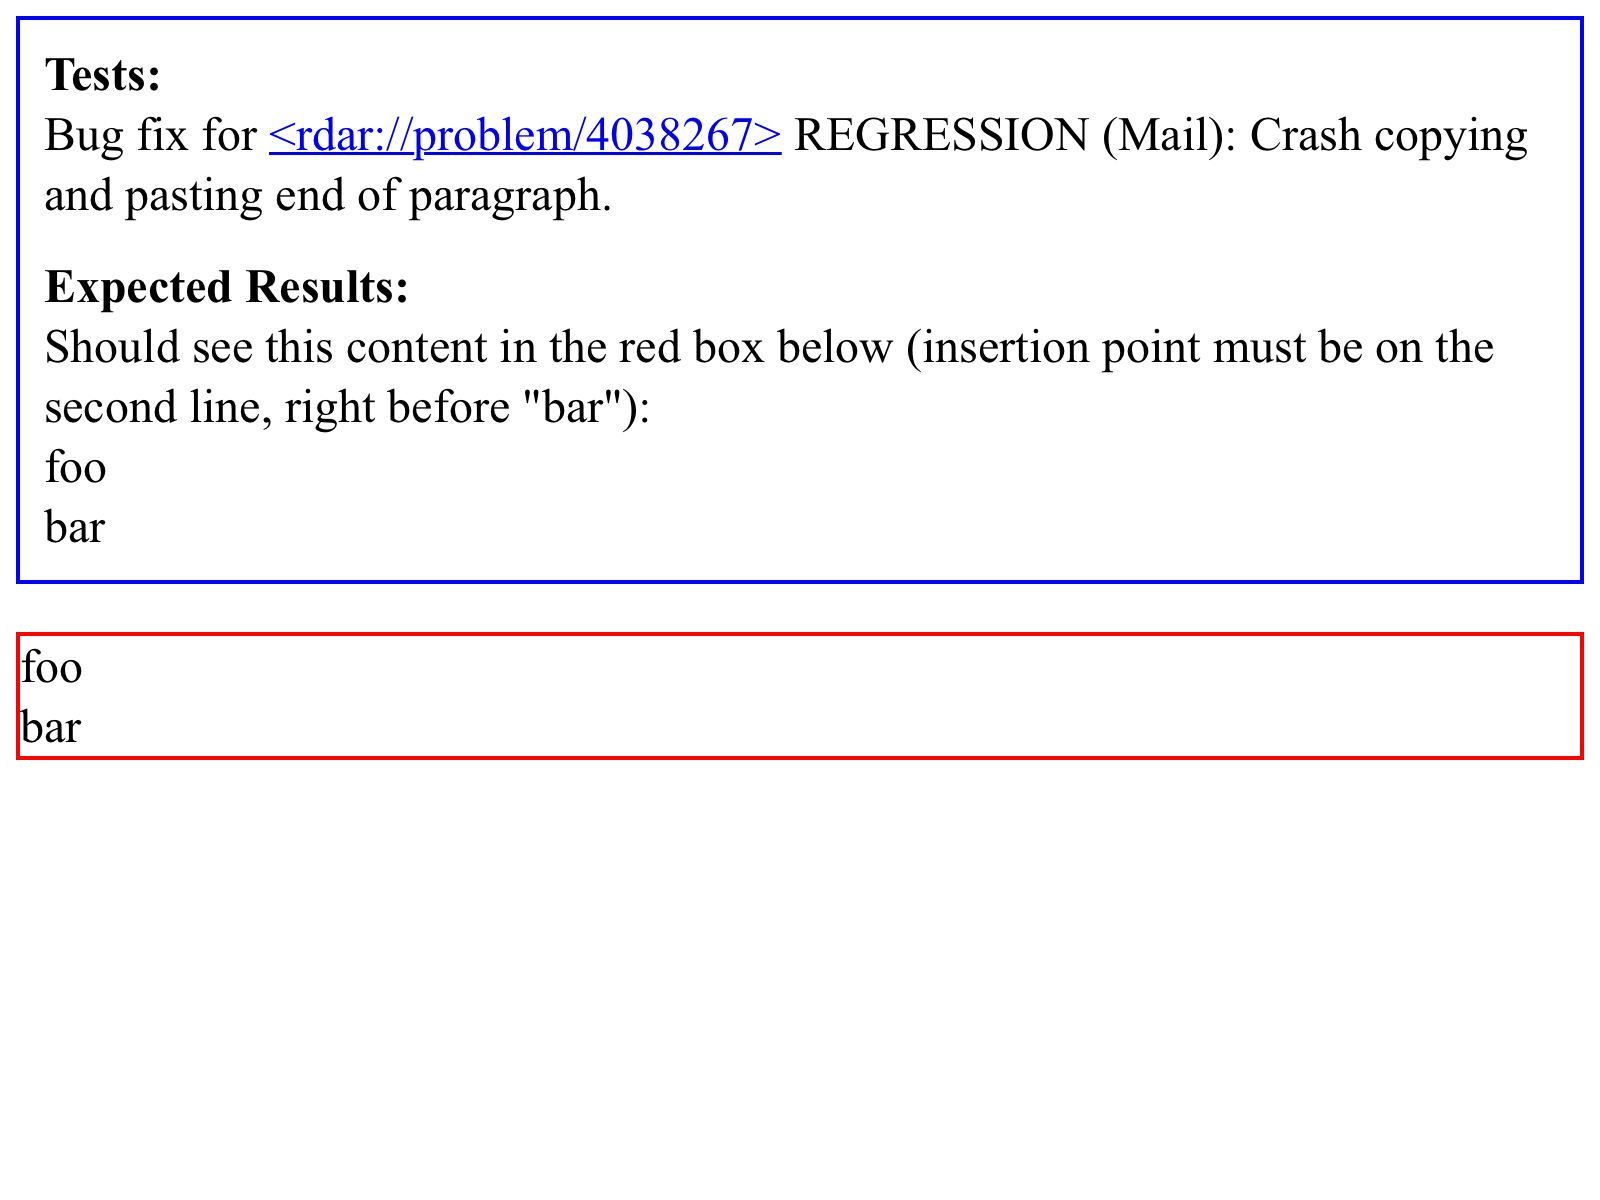 Tests:
Bug fix for <rdar://problem/4038267> REGRESSION (Mail): Crash copying
and pasting end of paragraph.
Expected Results:
Should see this content in the red box below (insertion point must be on the
second line, right before "bar"):
foo
bar
foo
bar